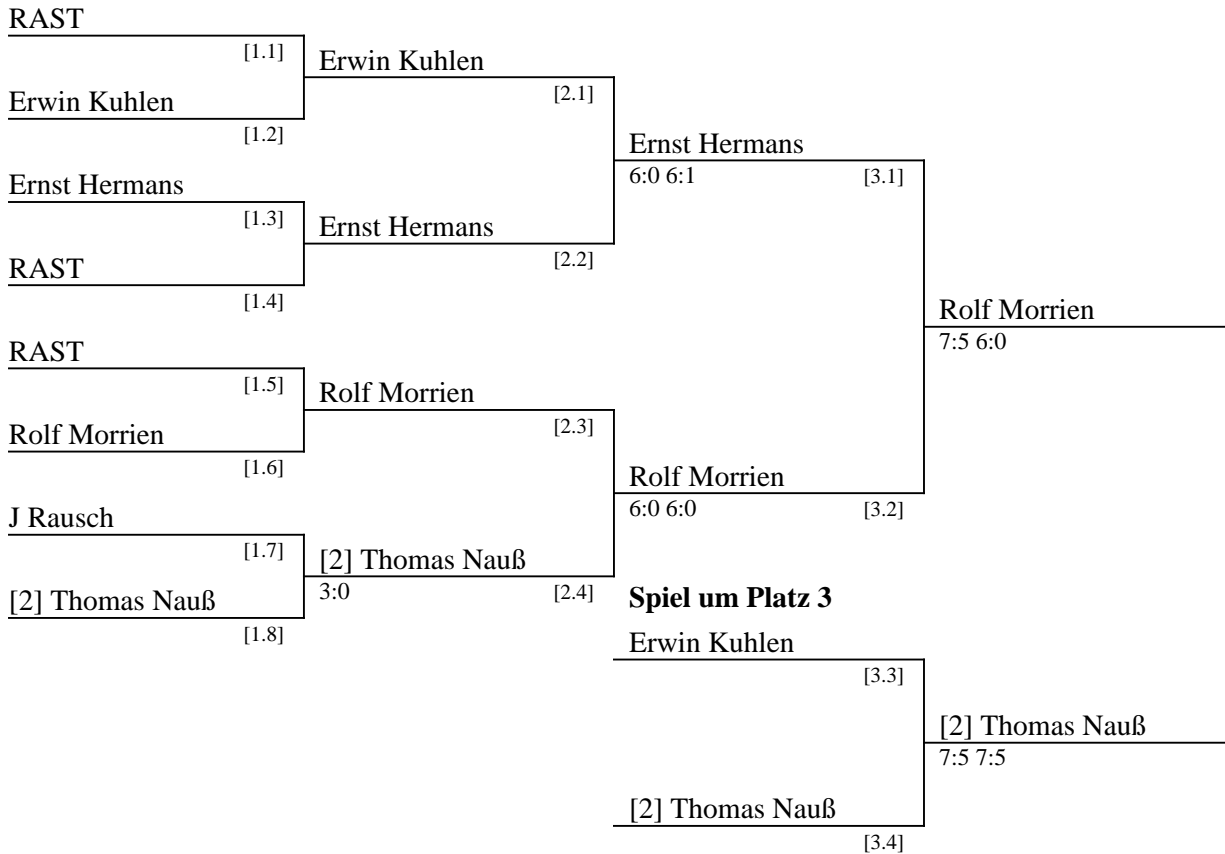 RAST
[1.1]
Erwin Kuhlen
[2.1]
Erwin Kuhlen
[1.2]
Ernst Hermans
6:0 6:1
[3.1]
Ernst Hermans
[1.3]
Ernst Hermans
[2.2]
RAST
[1.4]
Rolf Morrien
7:5 6:0
RAST
[1.5]
Rolf Morrien
[2.3]
Rolf Morrien
[1.6]
Rolf Morrien
6:0 6:0
[3.2]
J Rausch
[1.7]
[2] Thomas Nauß
3:0
[2.4]
[2] Thomas Nauß
[1.8]
Spiel um Platz 3
Erwin Kuhlen
[3.3]
[2] Thomas Nauß
7:5 7:5
[2] Thomas Nauß
[3.4]